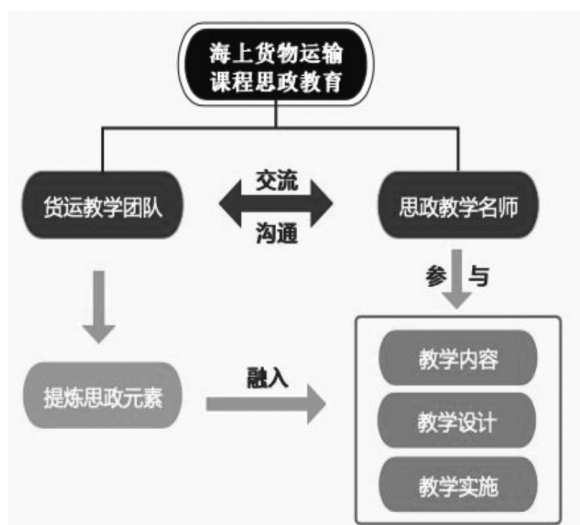 海上货物运输
课程思政教育
货运教学团队
交流
沟通
思政教学名师
参 与
提炼思政元素
融入
教学内容
教学设计
教学实施